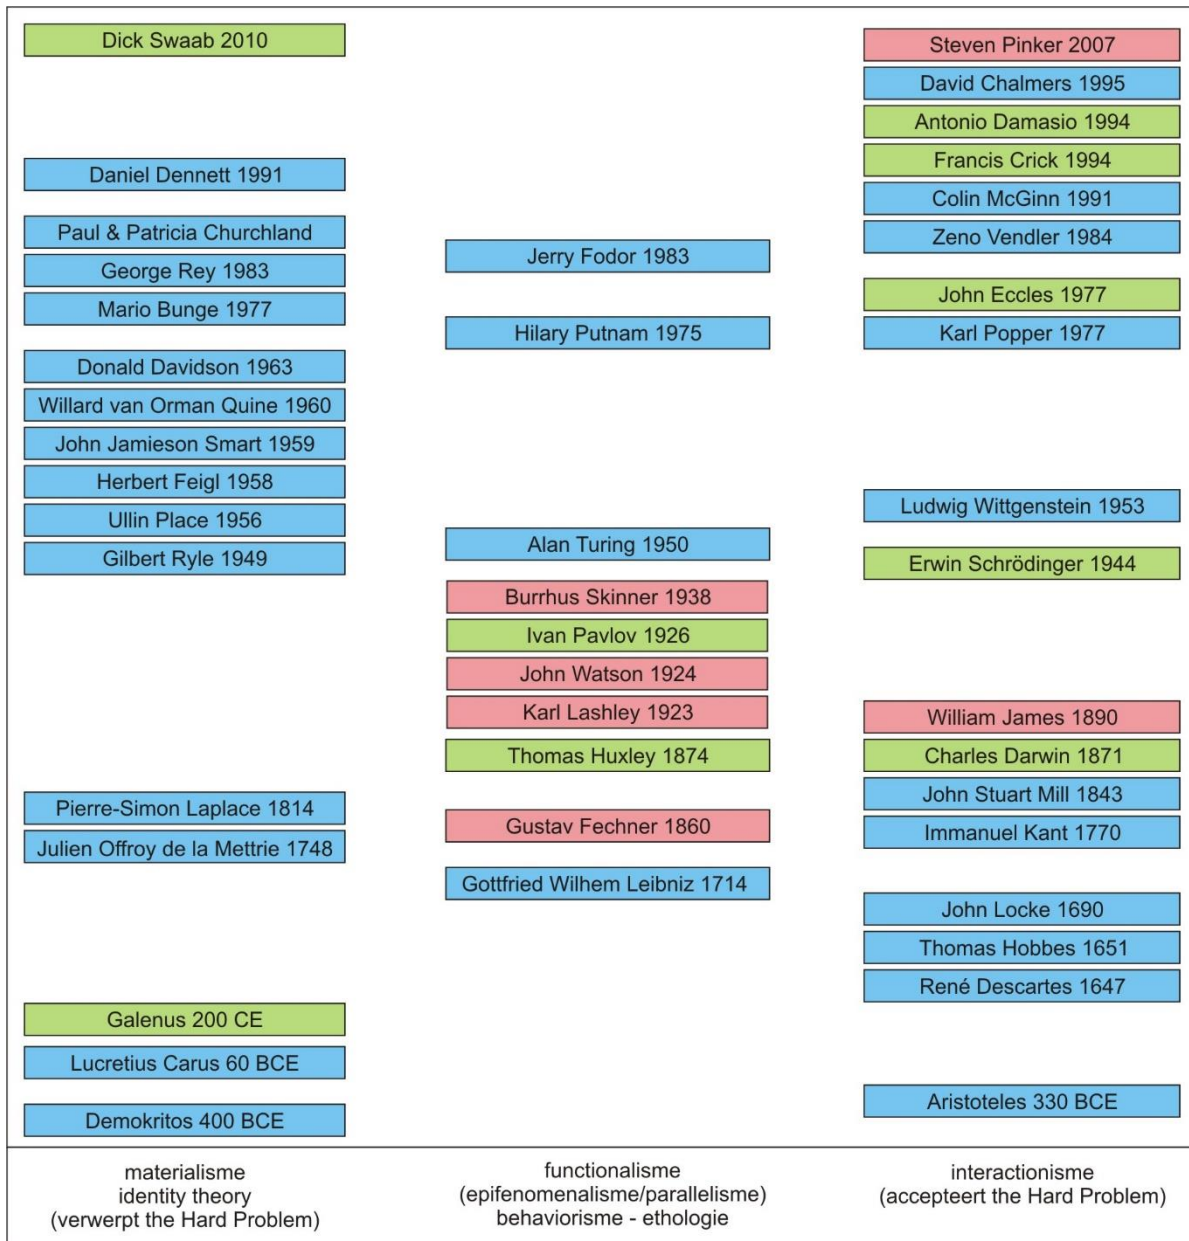 Dick Swaab 2010
Daniel Dennett 1991
Paul & Patricia Churchland
George Rey 1983
Mario Bunge 1977
Donald Davidson 1963
Willard van Orman Quine 1960
John Jamieson Smart 1959
Herbert Feigl 1958
Ullin Place 1956
Gilbert Ryle 1949
Pierre-Simon Laplace 1814
Julien Offroy de la Mettrie 1748
Galenus 200 CE
Lucretius Carus 60 BCE
Demokritos 400 BCE
materialisme
identity theory
(verwerpt the Hard Problem)
Jerry Fodor 1983
Hilary Putnam 1975
Alan Turing 1950
Burrhus Skinner 1938
Ivan Pavlov 1926
John Watson 1924
Karl Lashley 1923
Thomas Huxley 1874
Gustav Fechner 1860
Gottfried Wilhem Leibniz 1714
functionalisme
(epifenomenalisme/parallelisme)
behaviorisme - ethologie
Steven Pinker 2007
David Chalmers 1995
Antonio Damasio 1994
Francis Crick 1994
Colin McGinn 1991
Zeno Vendler 1984
John Eccles 1977
Karl Popper 1977
Ludwig Wittgenstein 1953
Erwin Schrödinger 1944
William James 1890
Charles Darwin 1871
John Stuart Mill 1843
Immanuel Kant 1770
John Locke 1690
Thomas Hobbes 1651
René Descartes 1647
Aristoteles 330 BCE
interactionisme
(accepteert the Hard Problem)